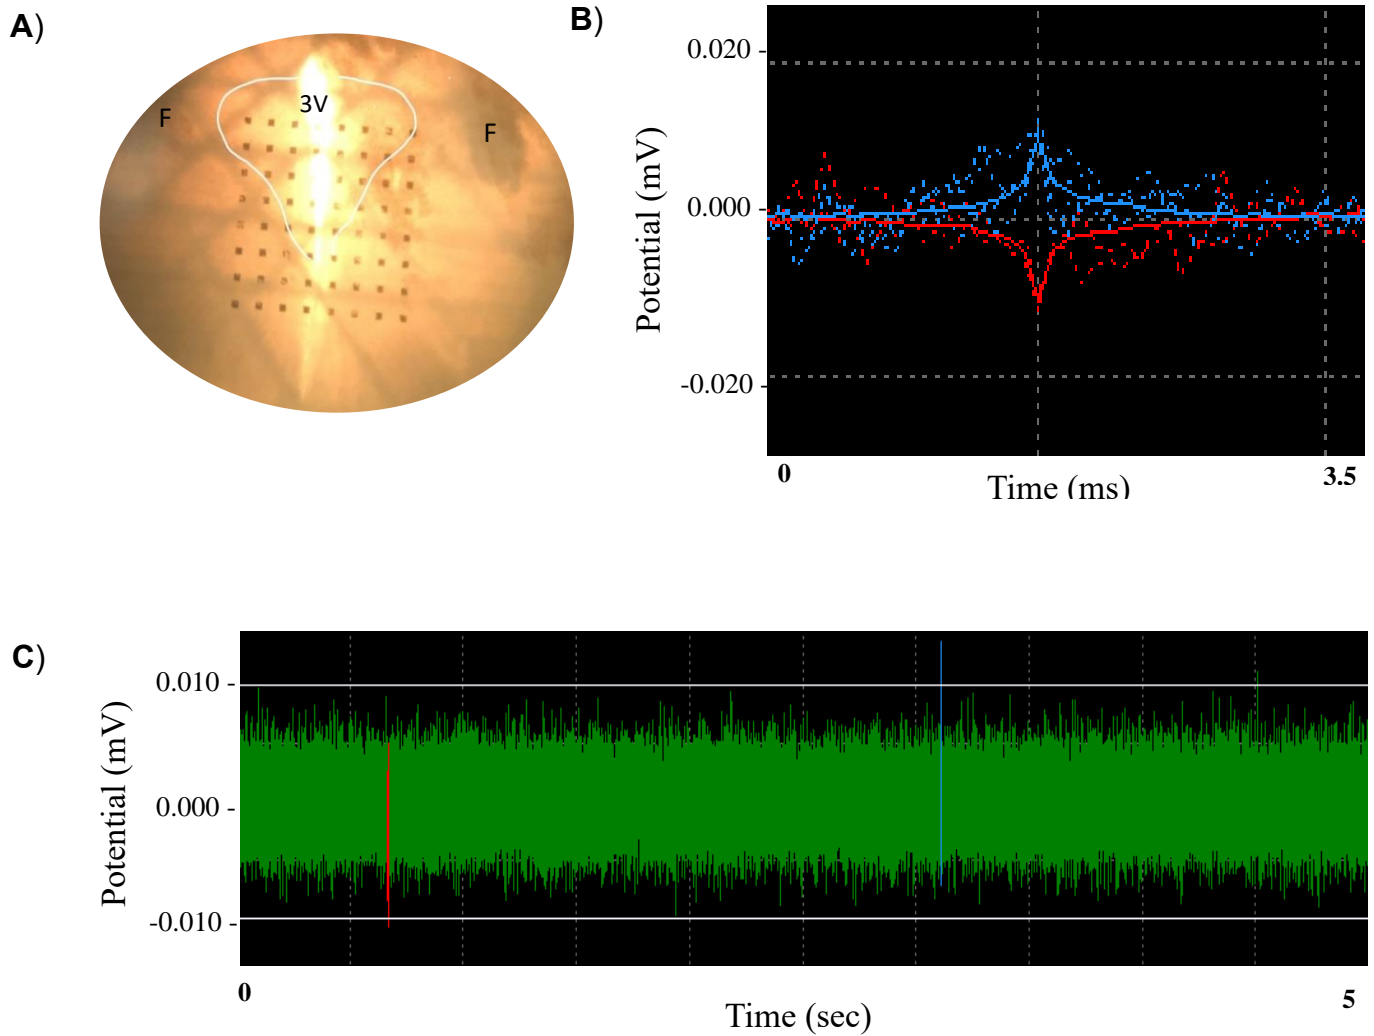 A)
F
3V
F
B)
0.020
0.000
-0.020
Potential (mV)
0
3.5
Time (ms)
C)
0.010 -
0.000 -
-0.010 -
Potential (mV)
0
5
Time (sec)